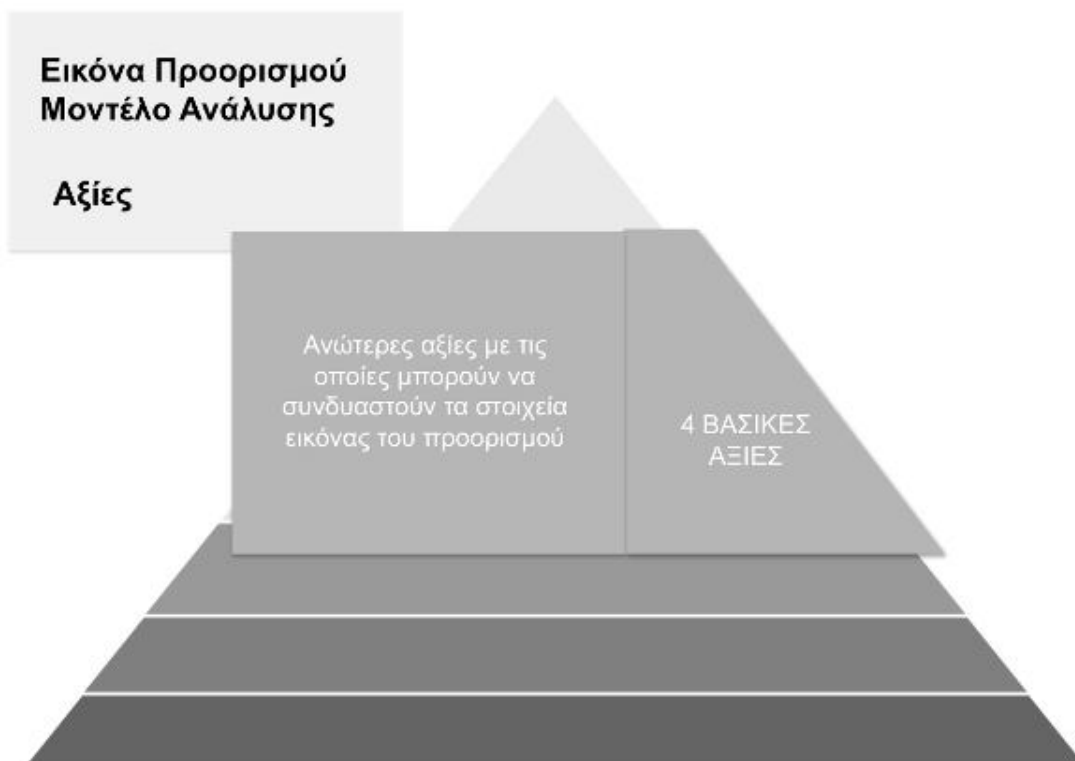 Εικόνα Προορισμού
Μοντέλο Ανάλυσης
Αξίες
Ανώτερες αξίες με τις
οποίες μπορούν να
συνδυαστούν τα στοιχεία
εικόνας του προορισμού
4 ΒΑΣΙΚΕΣ
ΑΞΙΕΣ